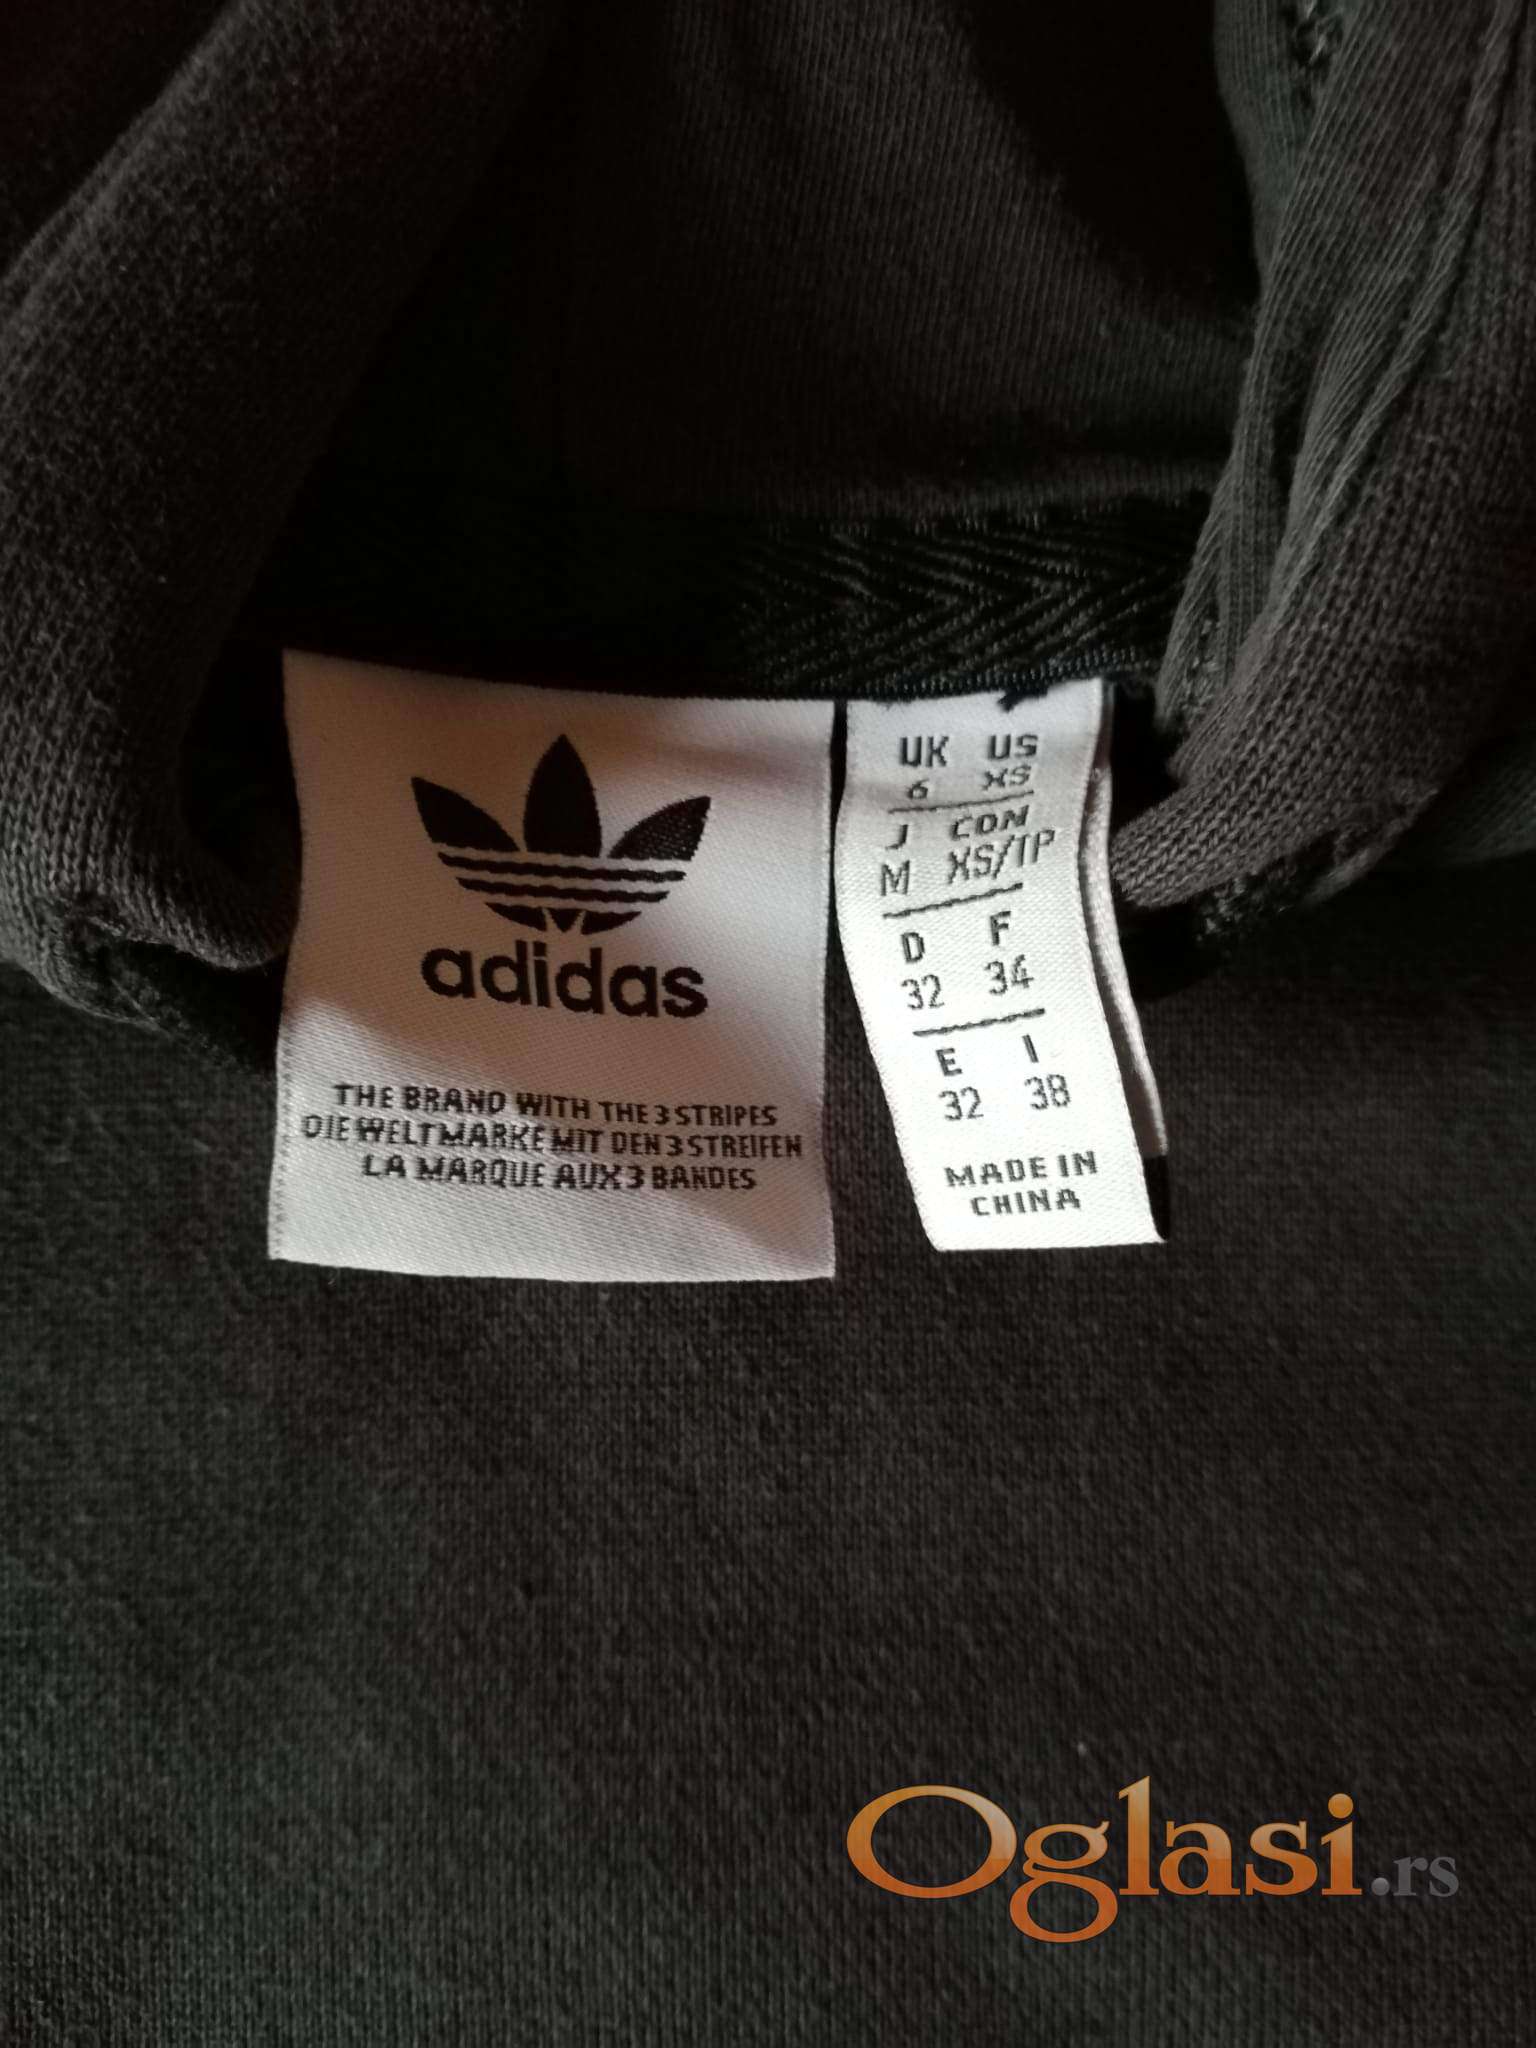 adidas
THE BRAND WITH THE 3 STRIPES
DIE WELTMARKE MIT DEN 3 STREIFEN
LA MARQUE AUX 3 BANDES
UK US
6 XS
J CDN
M XS/TP
D F
32 34
E I
32 38
MADE IN
CHINA
Oglasi.rs